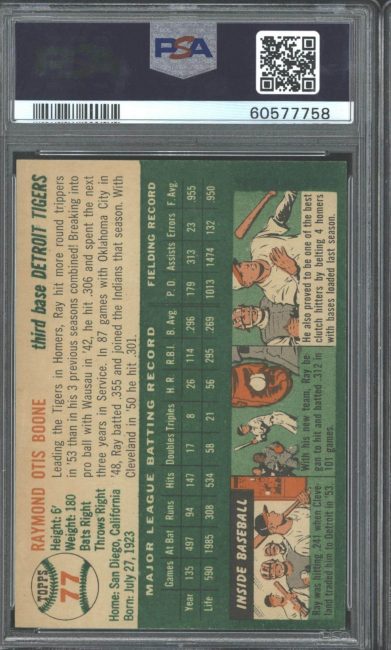 PSA
60577758
TOPPS
77
RAYMOND OTIS BOONE
third base DETROIT TIGERS
Height: 6'
Weight: 180
Bats Right
Throws Right
Home: San Diego, California
Born: July 27, 1923
Leading the Tigers in Homers, Ray hit more round trippers
in '53 than in his 3 previous seasons combined! Breaking into
pro ball with Wausau in '42, he hit .306 and spent the next
three years in Service. In 87 games with Oklahoma City in
'48, Ray batted .355 and joined the Indians that season. With
Cleveland in '50 he hit .301.
MAJOR LEAGUE BATTING RECORD FIELDING RECORD
Games At Bat Runs Hits Doubles Triples H. R. R.B.I. B. Avg. P. O. Assists Errors F. Avg.
Year 135 497 94 147 17 8 26 114 .296 179 313 23 .955
Life 590 1985 308 534 58 21 56 295 .269 1013 1474 132 .950
INSIDE BASEBALL
Ray was hitting .241 when Cleve-
land traded him to Detroit in '53.
With his new team, Ray be-
gan to hit and batted .312 in
101 games.
He also proved to be one of the best
clutch hitters by belting 4 homers
with bases loaded last season.